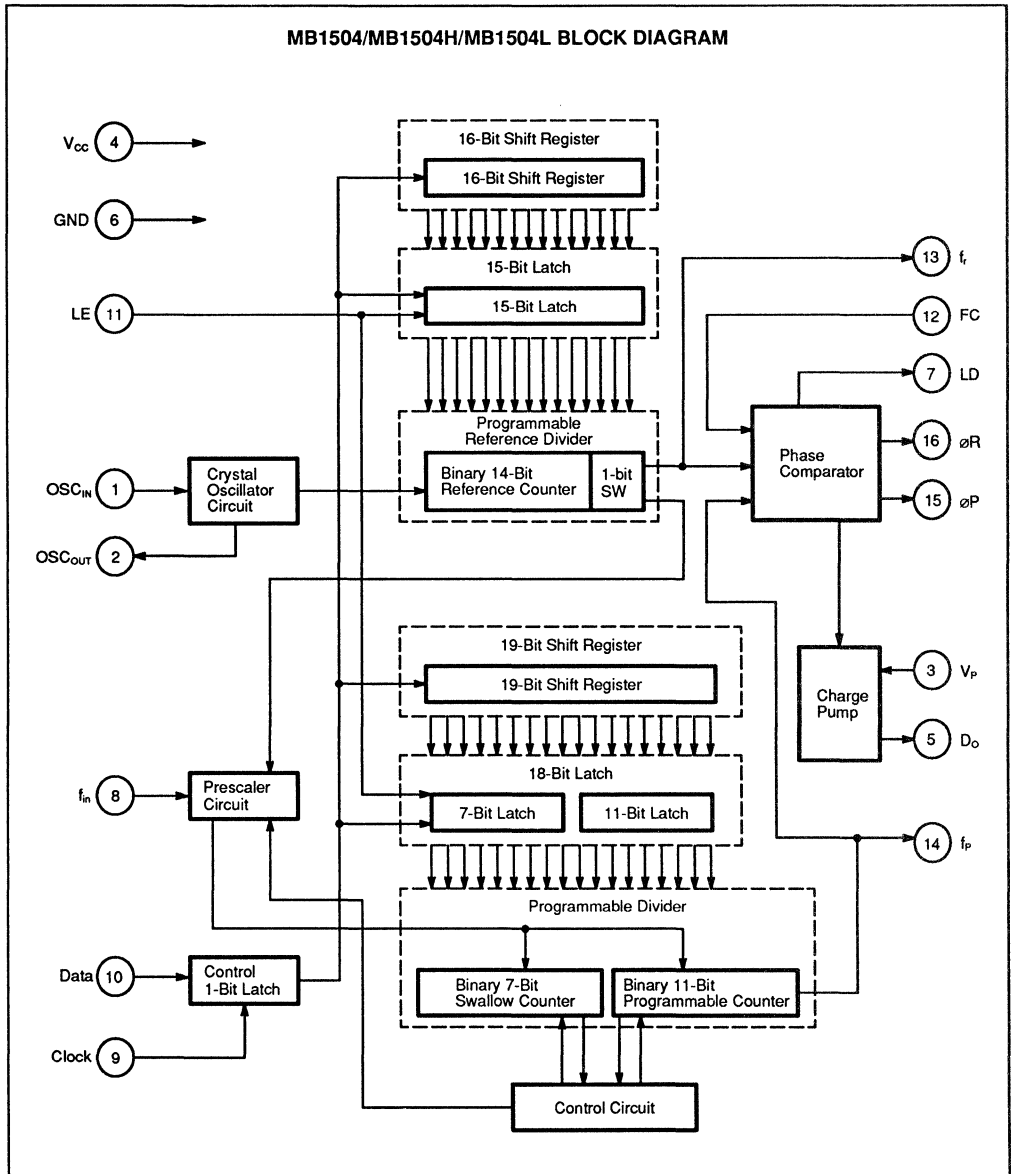 MB1504/MB1504H/MB1504L BLOCK DIAGRAM
VCC 4
GND 6
LE 11
OSCIN 1
OSCOUT 2
fin 8
Data 10
Clock 9
Crystal
Oscillator
Circuit
Prescaler
Circuit
Control
1-Bit Latch
16-Bit Shift Register
16-Bit Shift Register
15-Bit Latch
15-Bit Latch
Programmable
Reference Divider
Binary 14-Bit
Reference Counter
1-bit
SW
19-Bit Shift Register
19-Bit Shift Register
18-Bit Latch
7-Bit Latch
11-Bit Latch
Programmable Divider
Binary 7-Bit
Swallow Counter
Binary 11-Bit
Programmable Counter
Control Circuit
Phase
Comparator
Charge
Pump
13 fr
12 FC
7 LD
16 øR
15 øP
3 VP
5 DO
14 fP